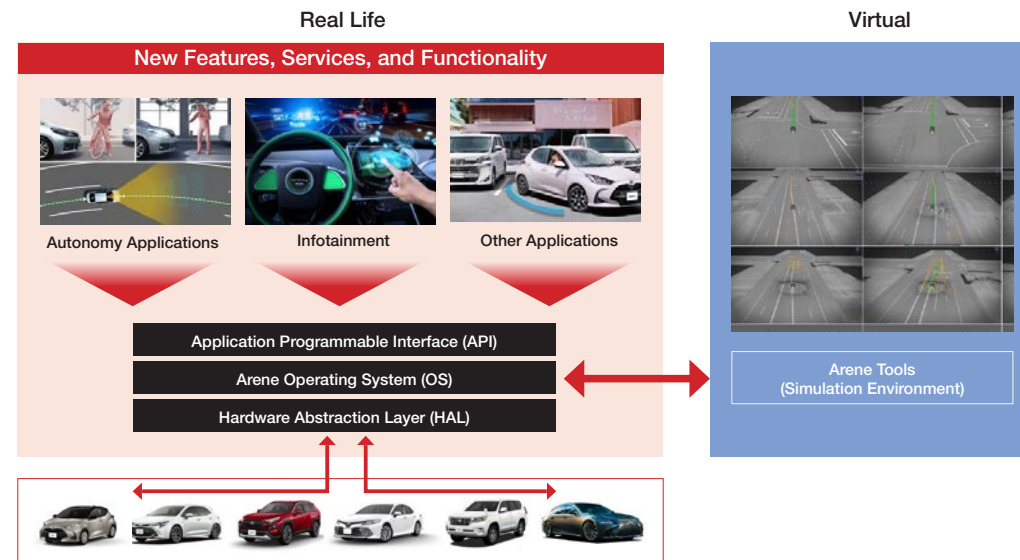 Real Life
Virtual
New Features, Services, and Functionality
Autonomy Applications
Infotainment
Other Applications
Application Programmable Interface (API)
Arene Operating System (OS)
Hardware Abstraction Layer (HAL)
Arene Tools
(Simulation Environment)